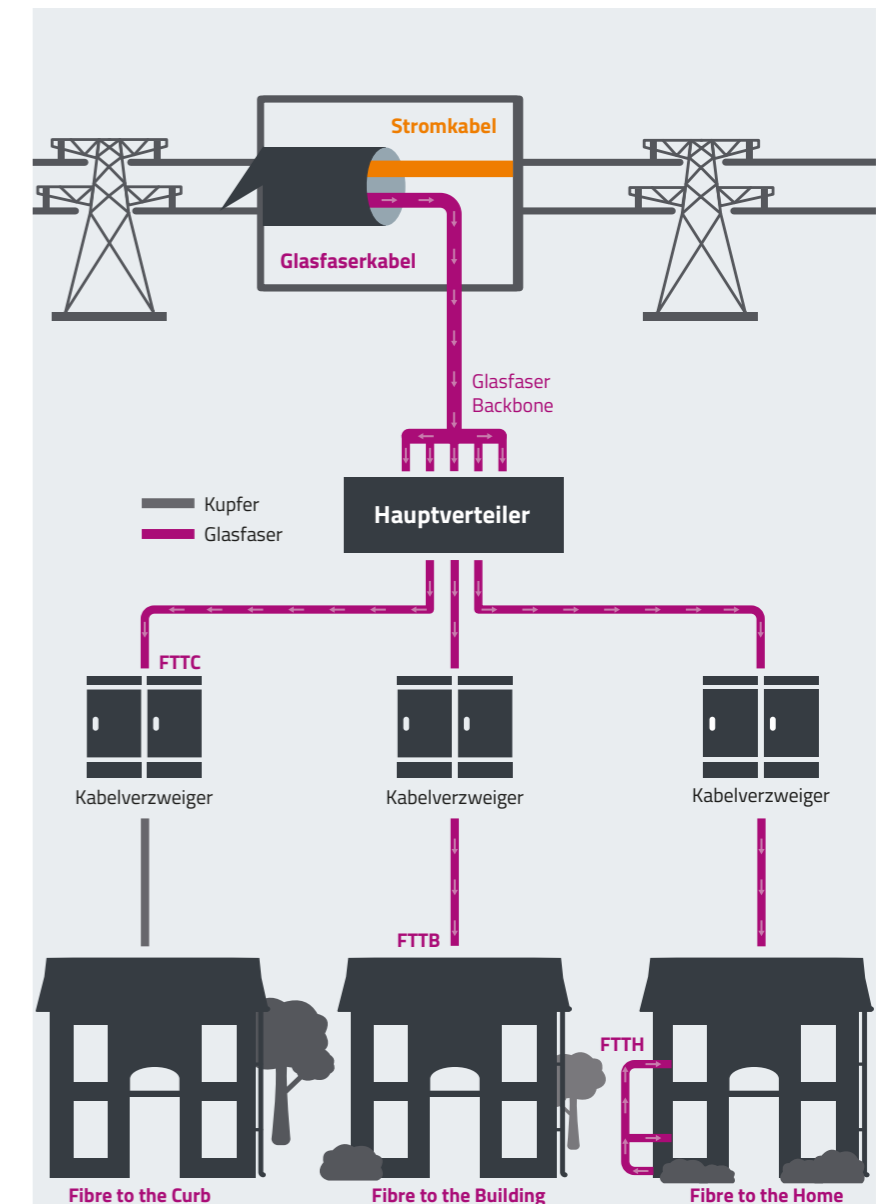 Stromkabel
Glasfaserkabel
Glasfaser
Backbone
Kupfer
Glasfaser
Hauptverteiler
FTTC
Kabelverzweiger
Kabelverzweiger
Kabelverzweiger
FTTB
FTTH
Fibre to the Curb
Fibre to the Building
Fibre to the Home